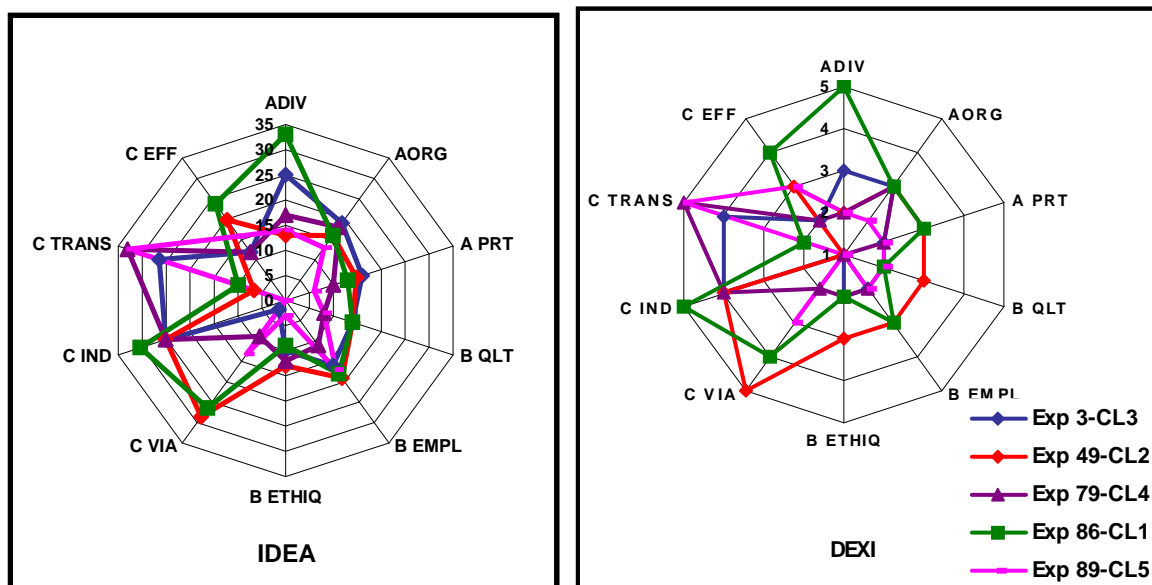 ADIV
AORG
A PRT
B QLT
B EMPL
B ETHIQ
C VIA
C IND
C TRANS
C EFF
35
30
25
20
15
10
5
0
IDEA
ADIV
AORG
A PRT
B QLT
B EMPL
B ETHIQ
C VIA
C IND
C TRANS
C EFF
5
4
3
2
1
DEXI
Exp 3-CL3
Exp 49-CL2
Exp 79-CL4
Exp 86-CL1
Exp 89-CL5